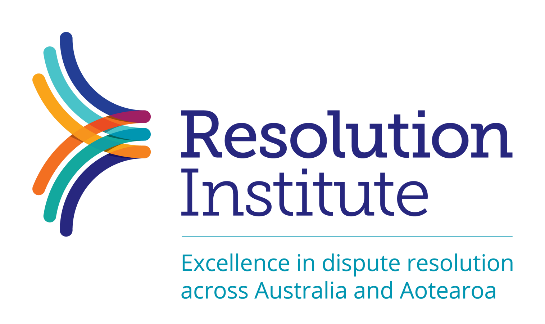 Resolution
Institute
Excellence in dispute resolution
across Australia and Aotearoa